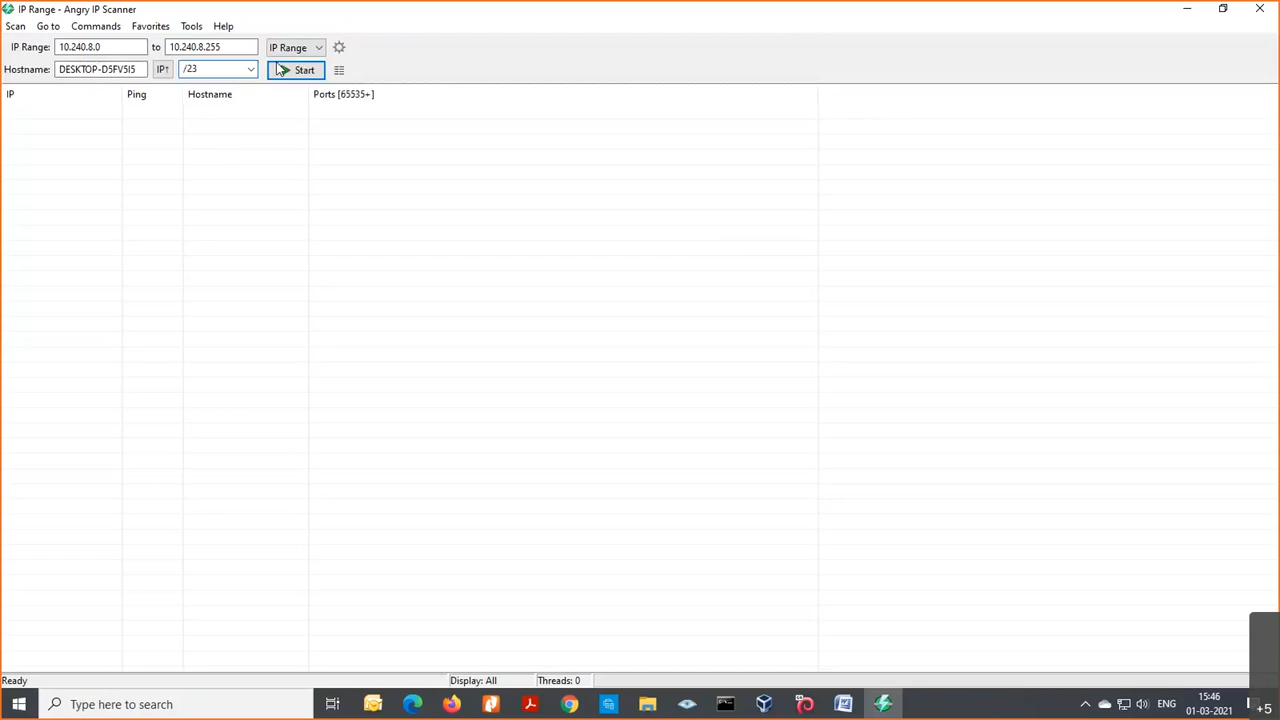 IP Range - Angry IP Scanner
Scan Go to Commands Favorites Tools Help
IP Range: 10.240.8.0 to 10.240.8.255 IP Range
Hostname: DESKTOP-D5FV5I5 IP↑ /23 Start
IP Ping Hostname Ports [65535+]
Ready Display: All Threads: 0
Type here to search ENG 15:46
01-03-2021 +5